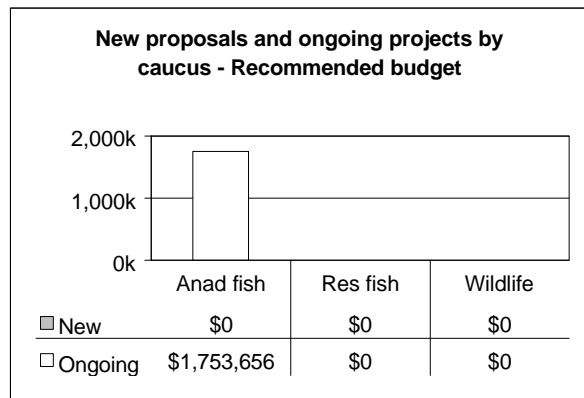 New proposals and ongoing projects by
caucus - Recommended budget
2,000k
1,000k
0k
Anad fish Res fish Wildlife
New $0 $0 $0
Ongoing $1,753,656 $0 $0